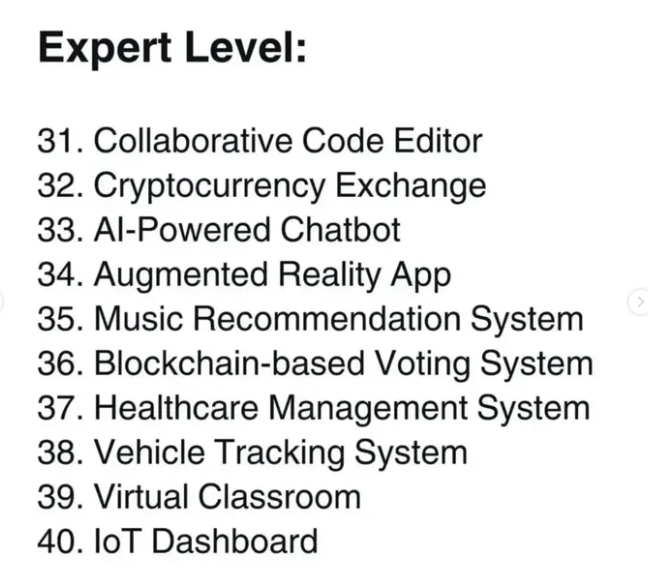 Expert Level:
31. Collaborative Code Editor
32. Cryptocurrency Exchange
33. AI-Powered Chatbot
34. Augmented Reality App
35. Music Recommendation System
36. Blockchain-based Voting System
37. Healthcare Management System
38. Vehicle Tracking System
39. Virtual Classroom
40. IoT Dashboard